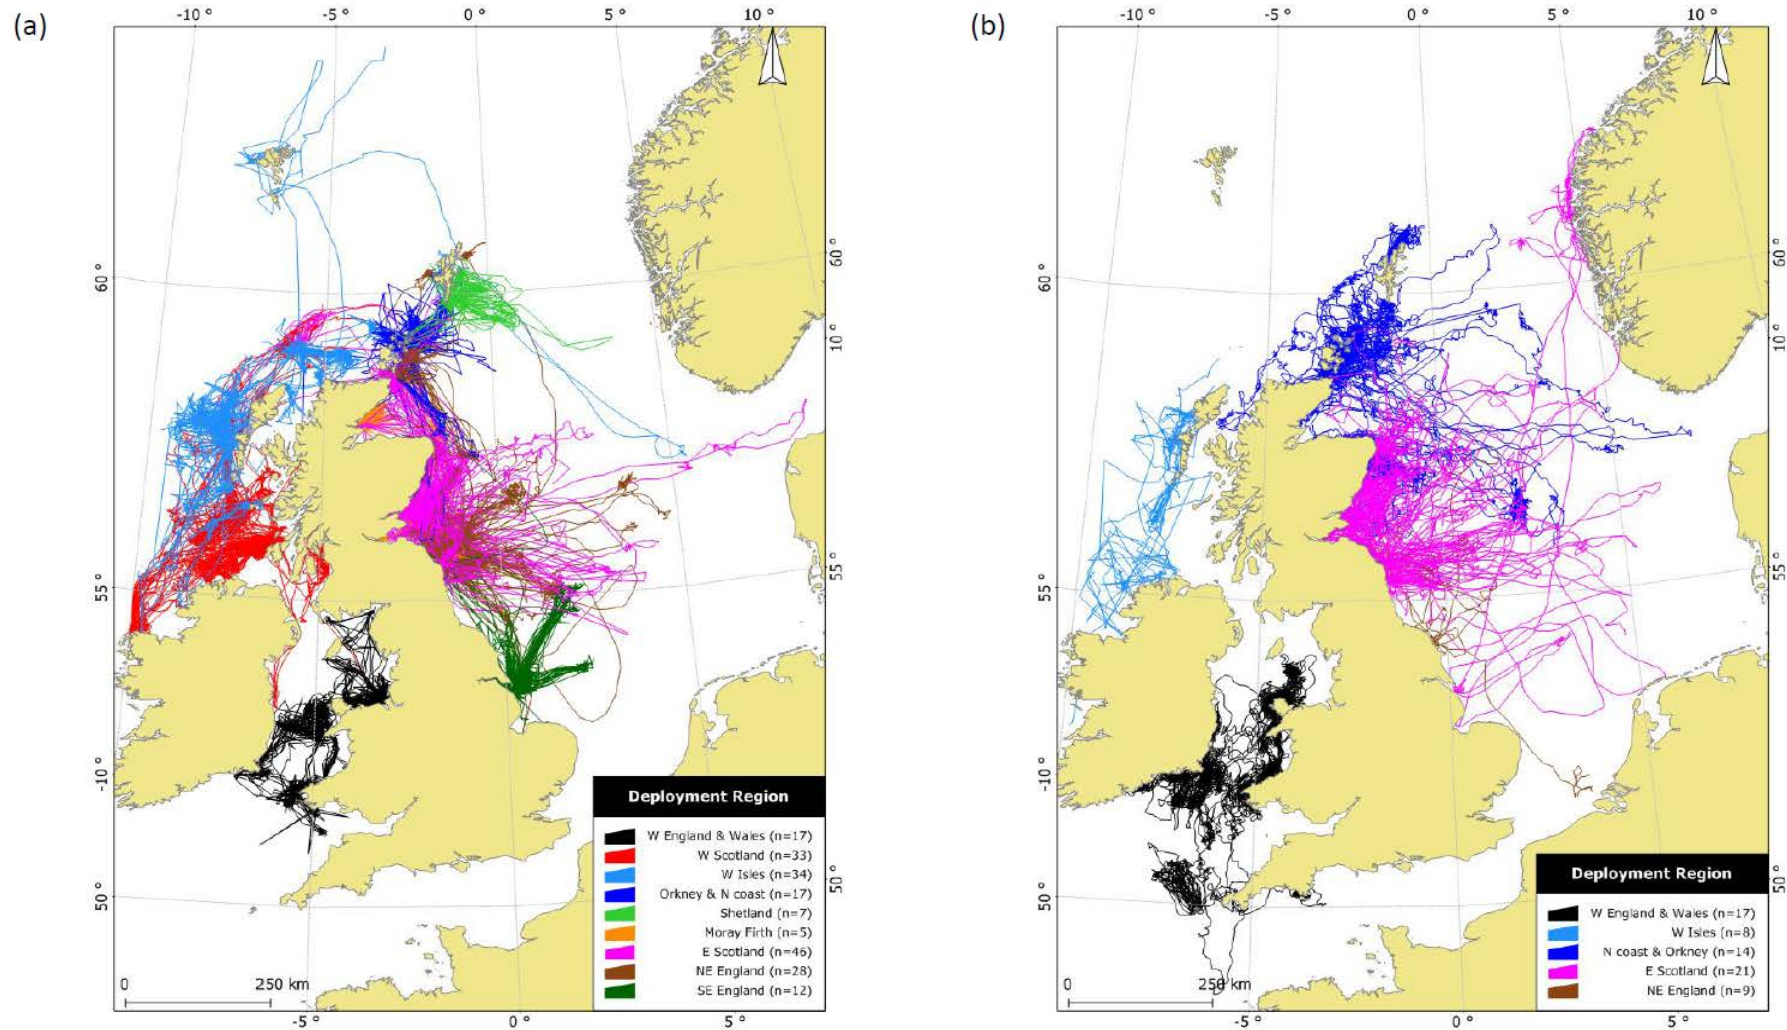 (a)
-10 ° -5 ° 0 ° 5 ° 10 °
60 °
60 °
10 °
55 °
55 °
-10 °
50 °
50 °
Deployment Region
W England & Wales (n=17)
W Scotland (n=33)
W Isles (n=34)
Orkney & N coast (n=17)
Shetland (n=7)
Moray Firth (n=5)
E Scotland (n=46)
NE England (n=28)
SE England (n=12)
0 250 km
-5 ° 0 ° 5 °
(b)
-10 ° -5 ° 0 ° 5 ° 10 °
60 °
60 °
10 °
55 °
55 °
-10 °
50 °
50 °
Deployment Region
W England & Wales (n=17)
W Isles (n=8)
N coast & Orkney (n=14)
E Scotland (n=21)
NE England (n=9)
0 250 km
-5 ° 0 ° 5 °